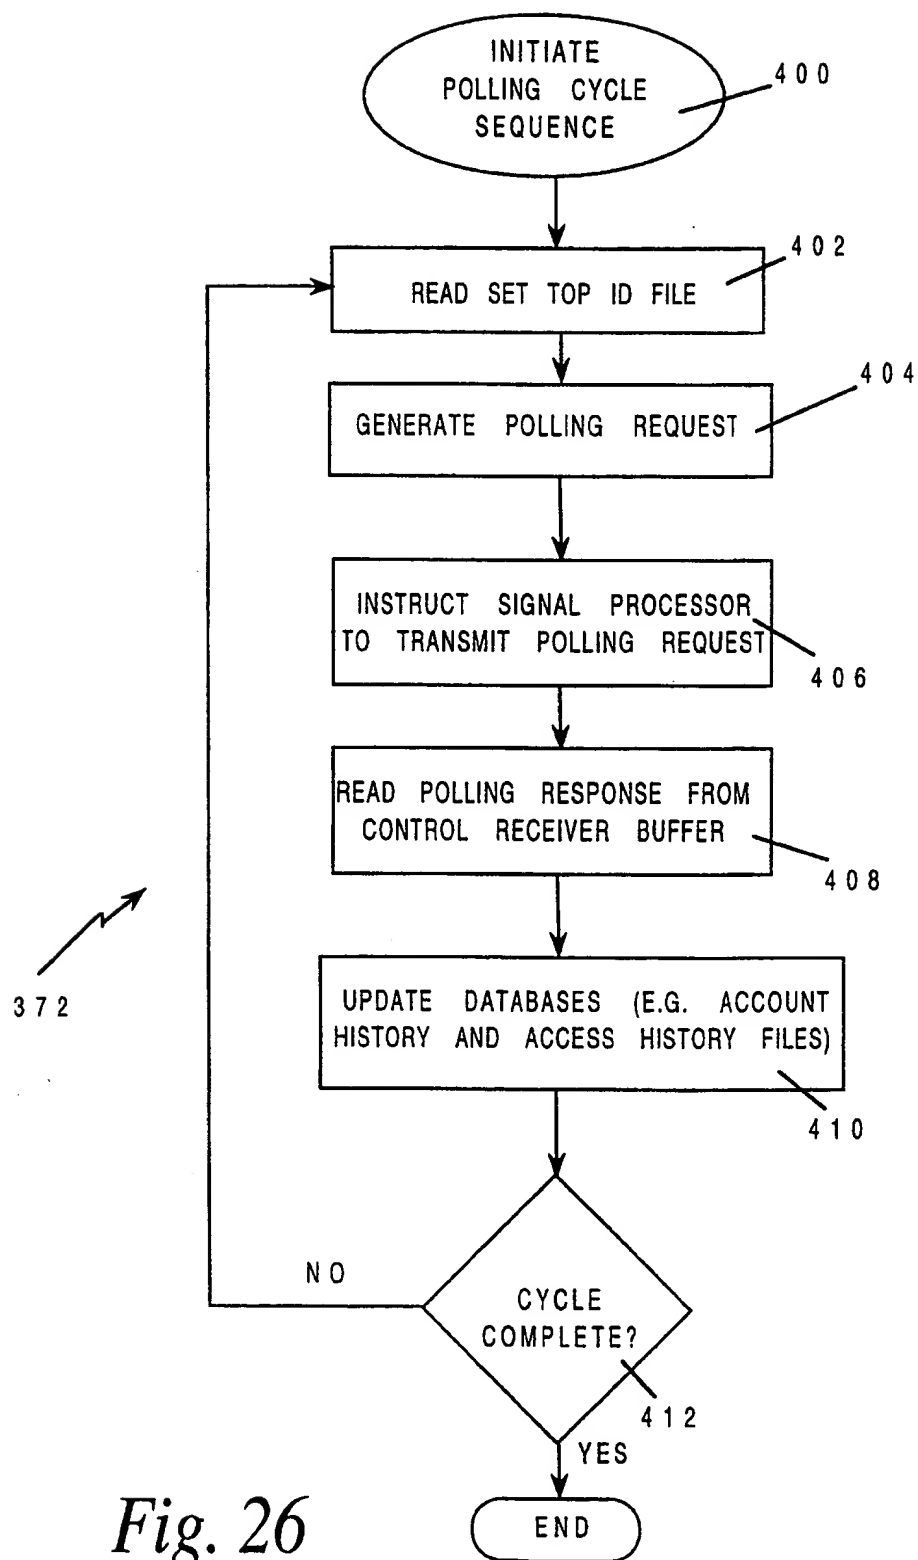 INITIATE
POLLING CYCLE
SEQUENCE
400
READ SET TOP ID FILE
402
GENERATE POLLING REQUEST
404
INSTRUCT SIGNAL PROCESSOR
TO TRANSMIT POLLING REQUEST
406
READ POLLING RESPONSE FROM
CONTROL RECEIVER BUFFER
408
372
UPDATE DATABASES (E.G. ACCOUNT
HISTORY AND ACCESS HISTORY FILES)
410
NO
CYCLE
COMPLETE?
412
YES
END
Fig. 26